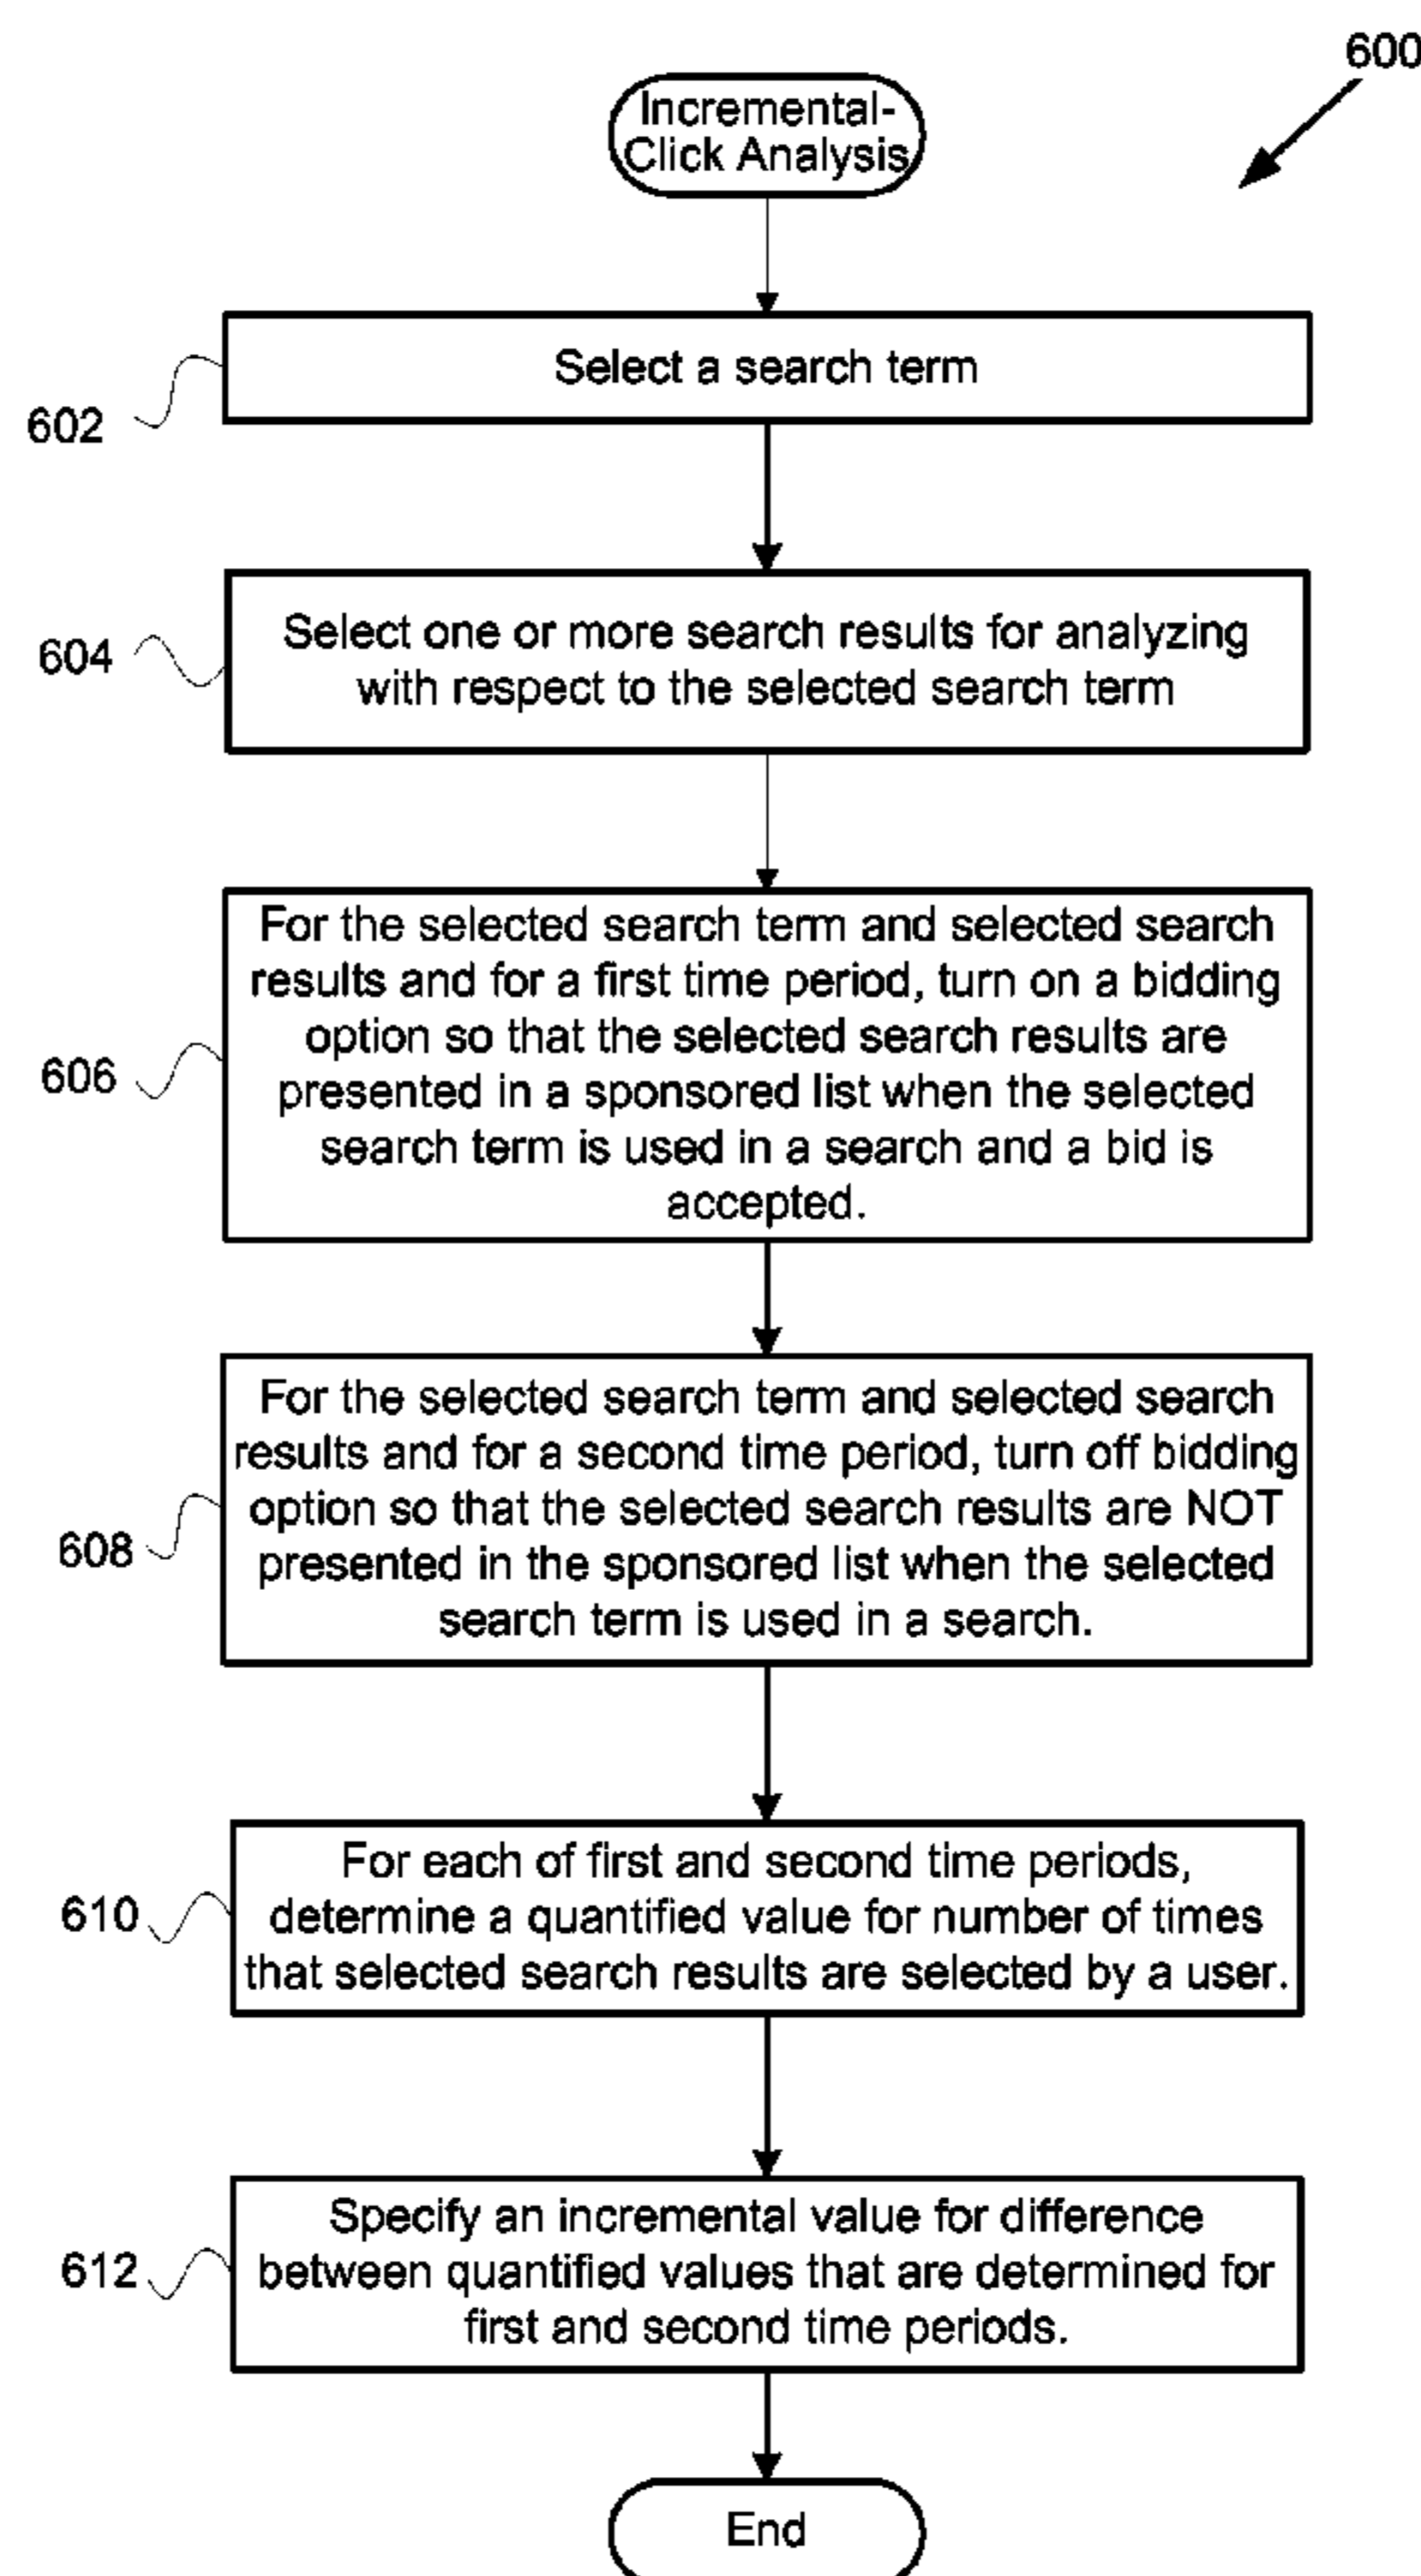 600
Incremental-
Click Analysis
Select a search term
602
Select one or more search results for analyzing
with respect to the selected search term
604
For the selected search term and selected search
results and for a first time period, turn on a bidding
option so that the selected search results are
presented in a sponsored list when the selected
search term is used in a search and a bid is
accepted.
606
For the selected search term and selected search
results and for a second time period, turn off bidding
option so that the selected search results are NOT
presented in the sponsored list when the selected
search term is used in a search.
608
For each of first and second time periods,
determine a quantified value for number of times
that selected search results are selected by a user.
610
Specify an incremental value for difference
between quantified values that are determined for
first and second time periods.
612
End